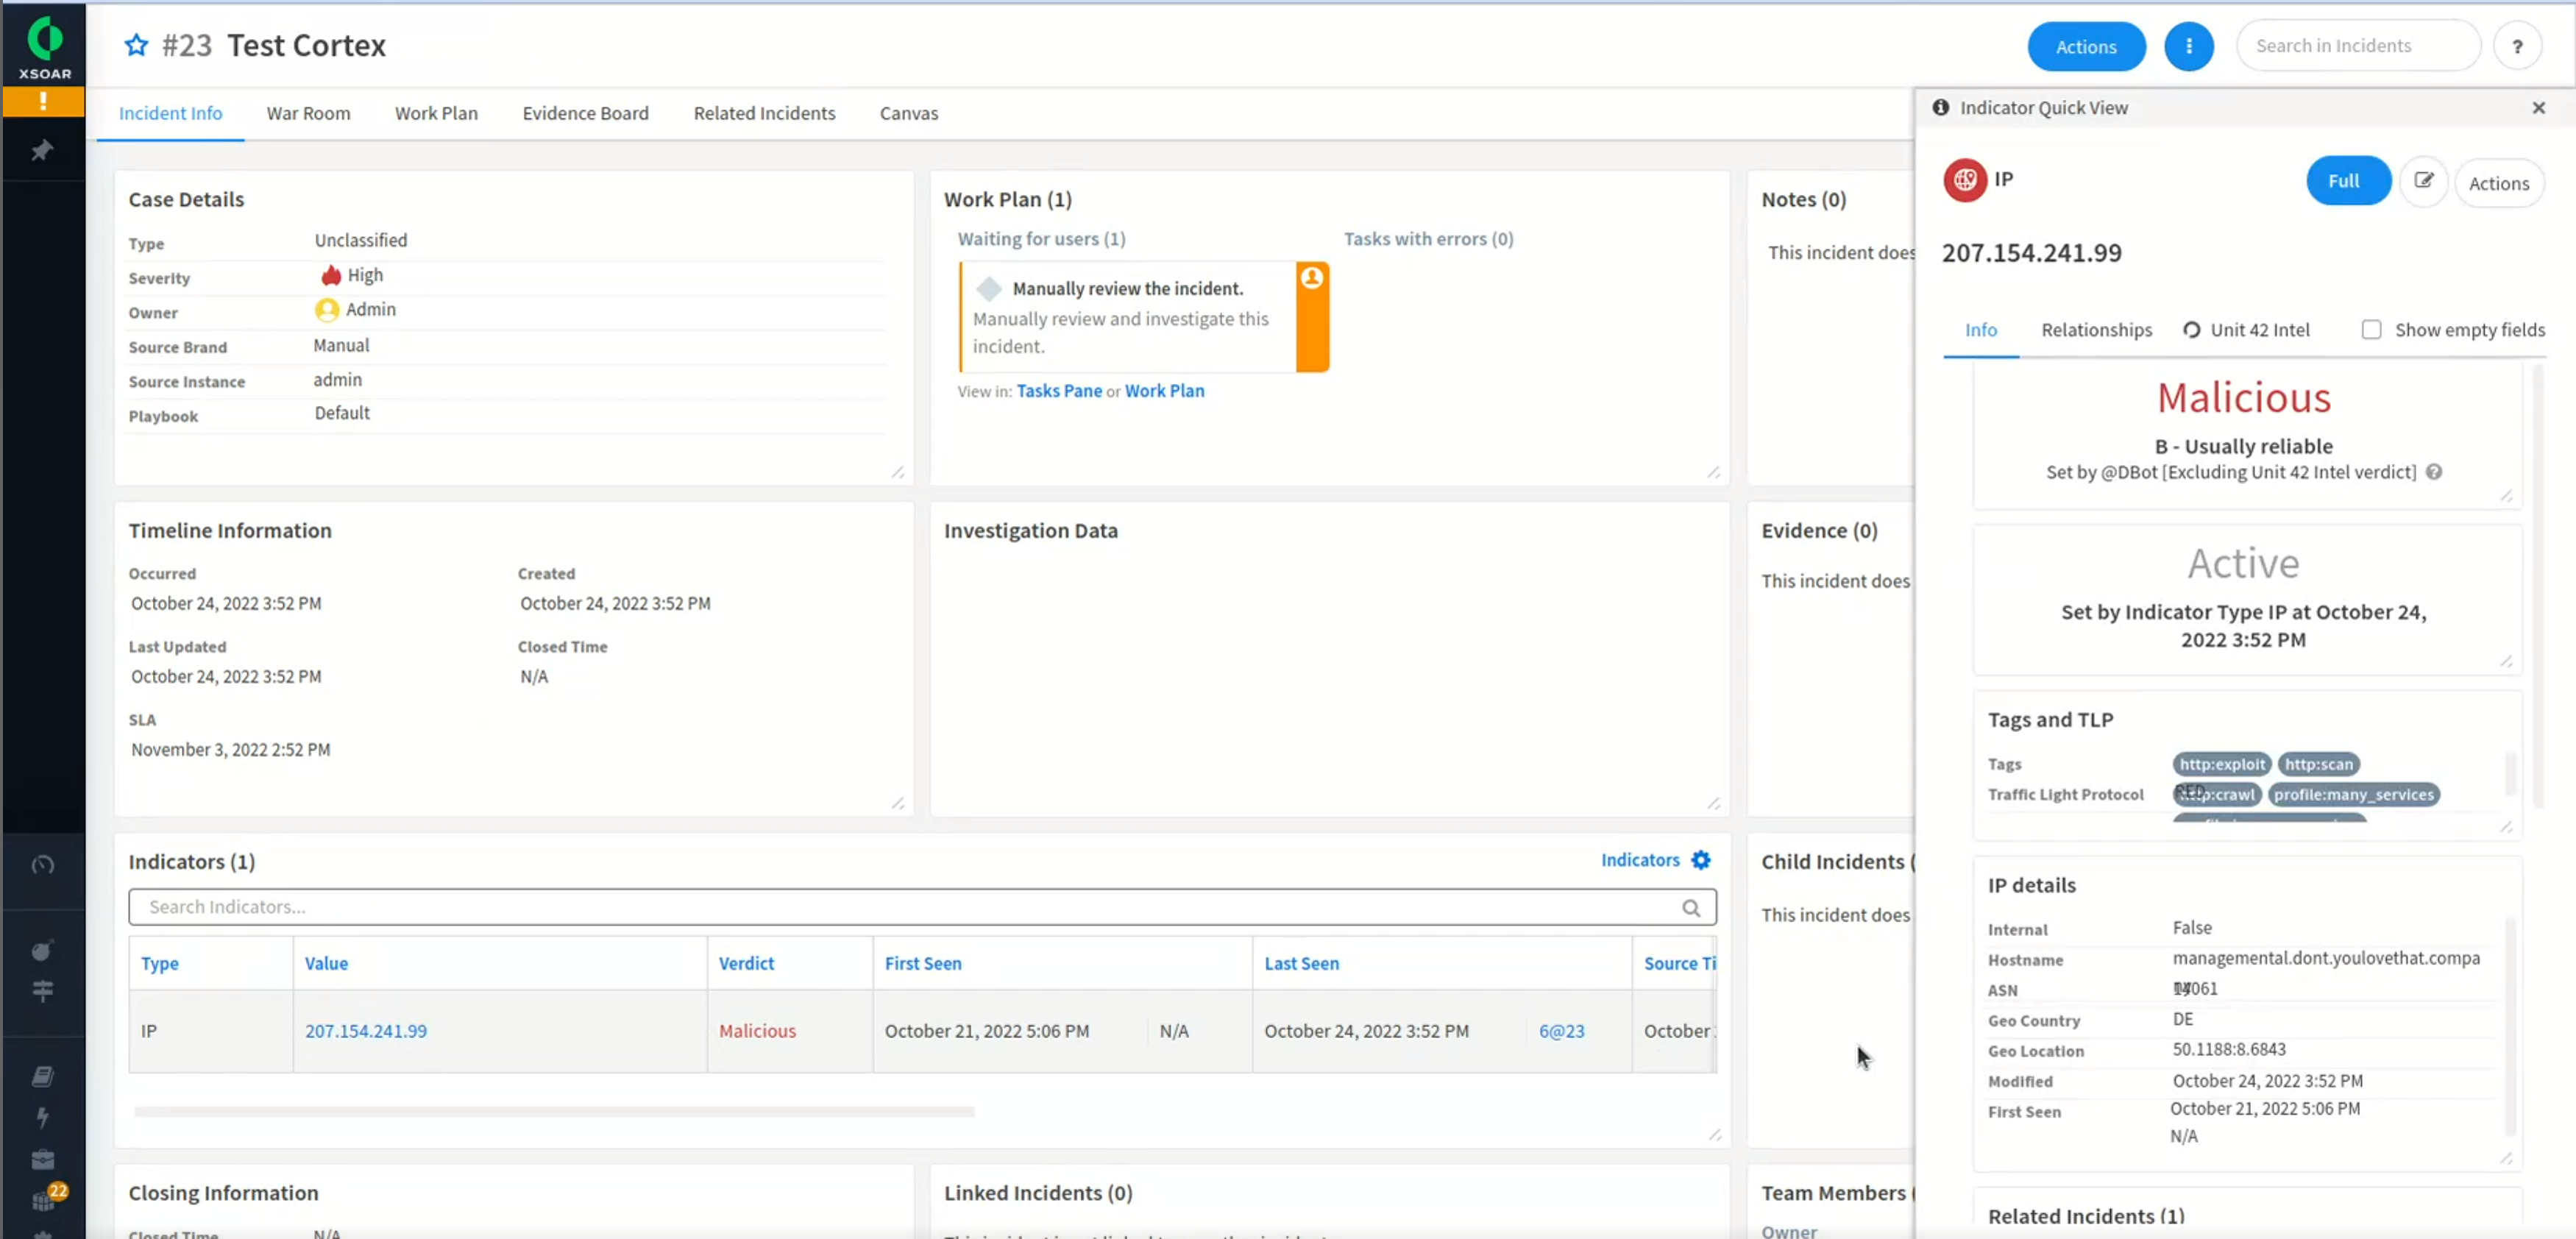 XSOAR
#23 Test Cortex
Actions
Search in Incidents
?
Incident Info
War Room
Work Plan
Evidence Board
Related Incidents
Canvas
Case Details
Type Unclassified
Severity High
Owner Admin
Source Brand Manual
Source Instance admin
Playbook Default
Work Plan (1)
Waiting for users (1)
Tasks with errors (0)
Manually review the incident.
Manually review and investigate this
incident.
View in: Tasks Pane or Work Plan
Notes (0)
This incident does
Timeline Information
Occurred
October 24, 2022 3:52 PM
Created
October 24, 2022 3:52 PM
Last Updated
October 24, 2022 3:52 PM
Closed Time
N/A
SLA
November 3, 2022 2:52 PM
Investigation Data
Evidence (0)
This incident does
Indicators (1)
Indicators
Search Indicators...
Type Value Verdict First Seen Last Seen Source Ti
IP 207.154.241.99 Malicious October 21, 2022 5:06 PM N/A October 24, 2022 3:52 PM 6@23 October
Child Incidents (
This incident does
Closing Information
Closed Time N/A
Linked Incidents (0)
Team Members (
Owner
22
Indicator Quick View
IP
Full
Actions
207.154.241.99
Info
Relationships
Unit 42 Intel
Show empty fields
Malicious
B - Usually reliable
Set by @DBot [Excluding Unit 42 Intel verdict]
Active
Set by Indicator Type IP at October 24,
2022 3:52 PM
Tags and TLP
Tags http:exploit http:scan
Traffic Light Protocol RED http:crawl profile:many_services
IP details
Internal False
Hostname managemental.dont.youlovethat.compa
ASN 14061
Geo Country DE
Geo Location 50.1188:8.6843
Modified October 24, 2022 3:52 PM
First Seen October 21, 2022 5:06 PM
N/A
Related Incidents (1)